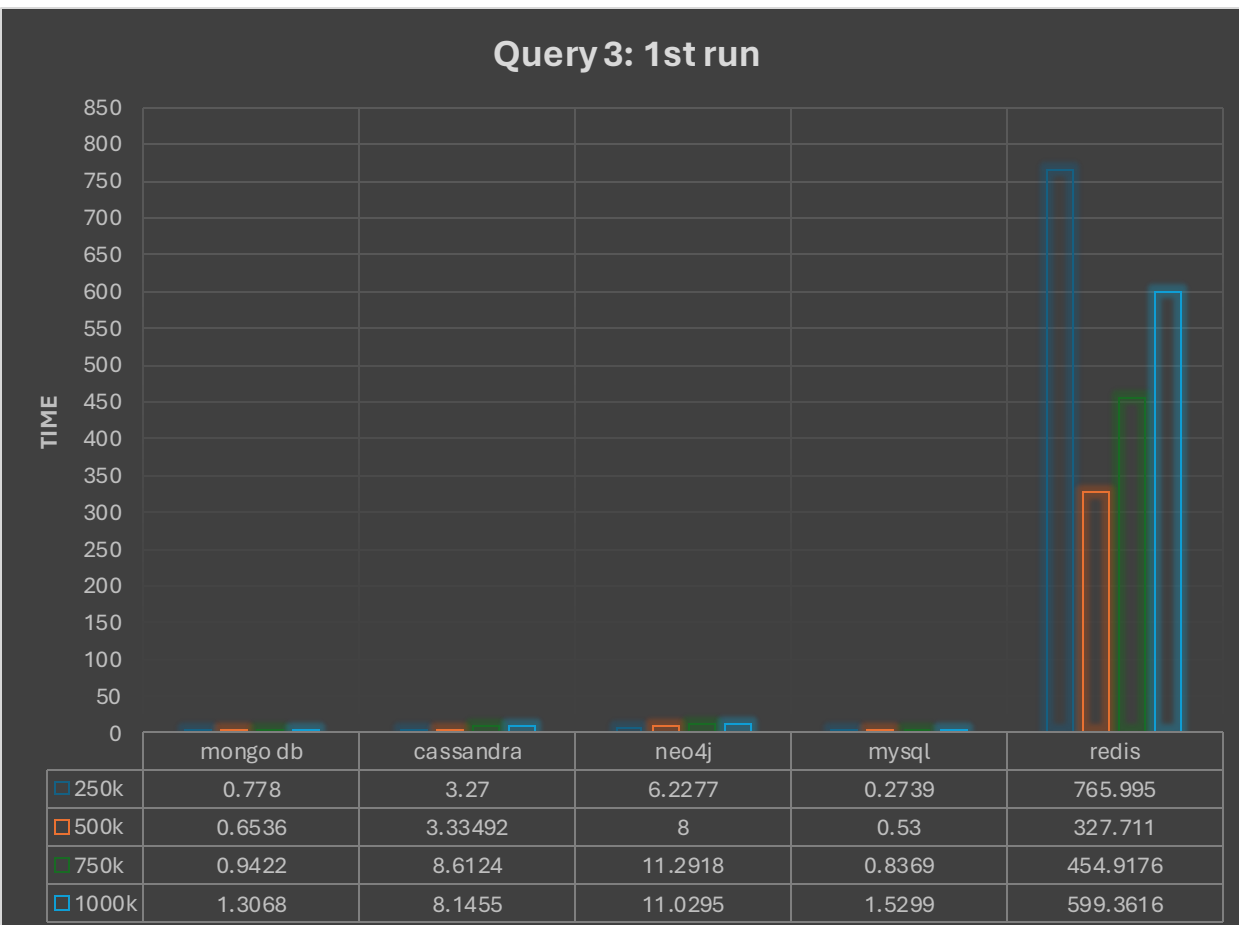 Query 3: 1st run
TIME
850
800
750
700
650
600
550
500
450
400
350
300
250
200
150
100
50
0
mongo db cassandra neo4j mysql redis
250k 0.778 3.27 6.2277 0.2739 765.995
500k 0.6536 3.33492 8 0.53 327.711
750k 0.9422 8.6124 11.2918 0.8369 454.9176
1000k 1.3068 8.1455 11.0295 1.5299 599.3616